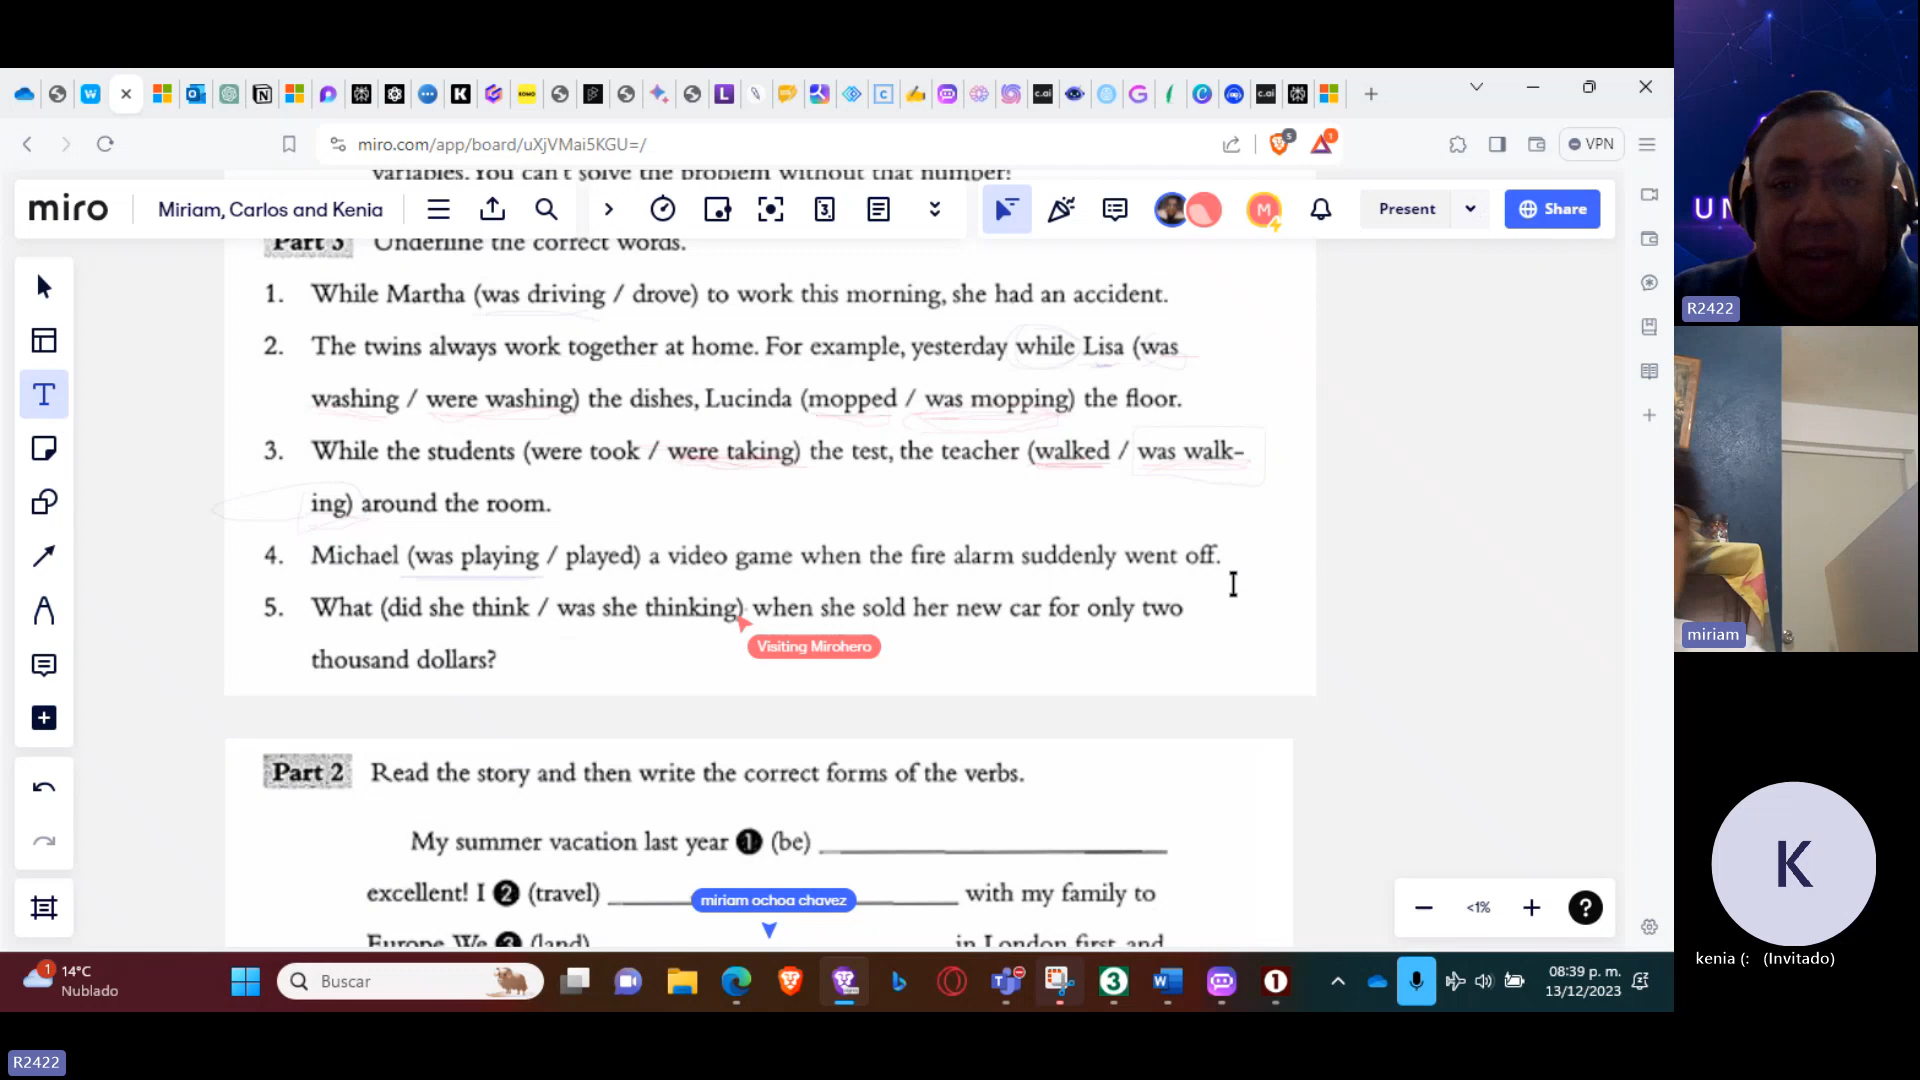 miro.com/app/board/uXjVMai5KGU=/
5
1
VPN
variables. You can't solve the problem without that number!
miro
Miriam, Carlos and Kenia
3
M
Present
Share
Part 3 Underline the correct words.
1. While Martha (was driving / drove) to work this morning, she had an accident.
2. The twins always work together at home. For example, yesterday while Lisa (was
washing / were washing) the dishes, Lucinda (mopped / was mopping) the floor.
3. While the students (were took / were taking) the test, the teacher (walked / was walk-
ing) around the room.
4. Michael (was playing / played) a video game when the fire alarm suddenly went off.
5. What (did she think / was she thinking) when she sold her new car for only two
thousand dollars?
Visiting Mirohero
Part 2 Read the story and then write the correct forms of the verbs.
My summer vacation last year 1 (be)
excellent! I 2 (travel) with my family to
miriam ochoa chavez
Europe. We 3 (land) in London first and
<1%
?
1
14°C
Nublado
Buscar
08:39 p. m.
13/12/2023
U
R2422
miriam
K
kenia (: (Invitado)
R2422